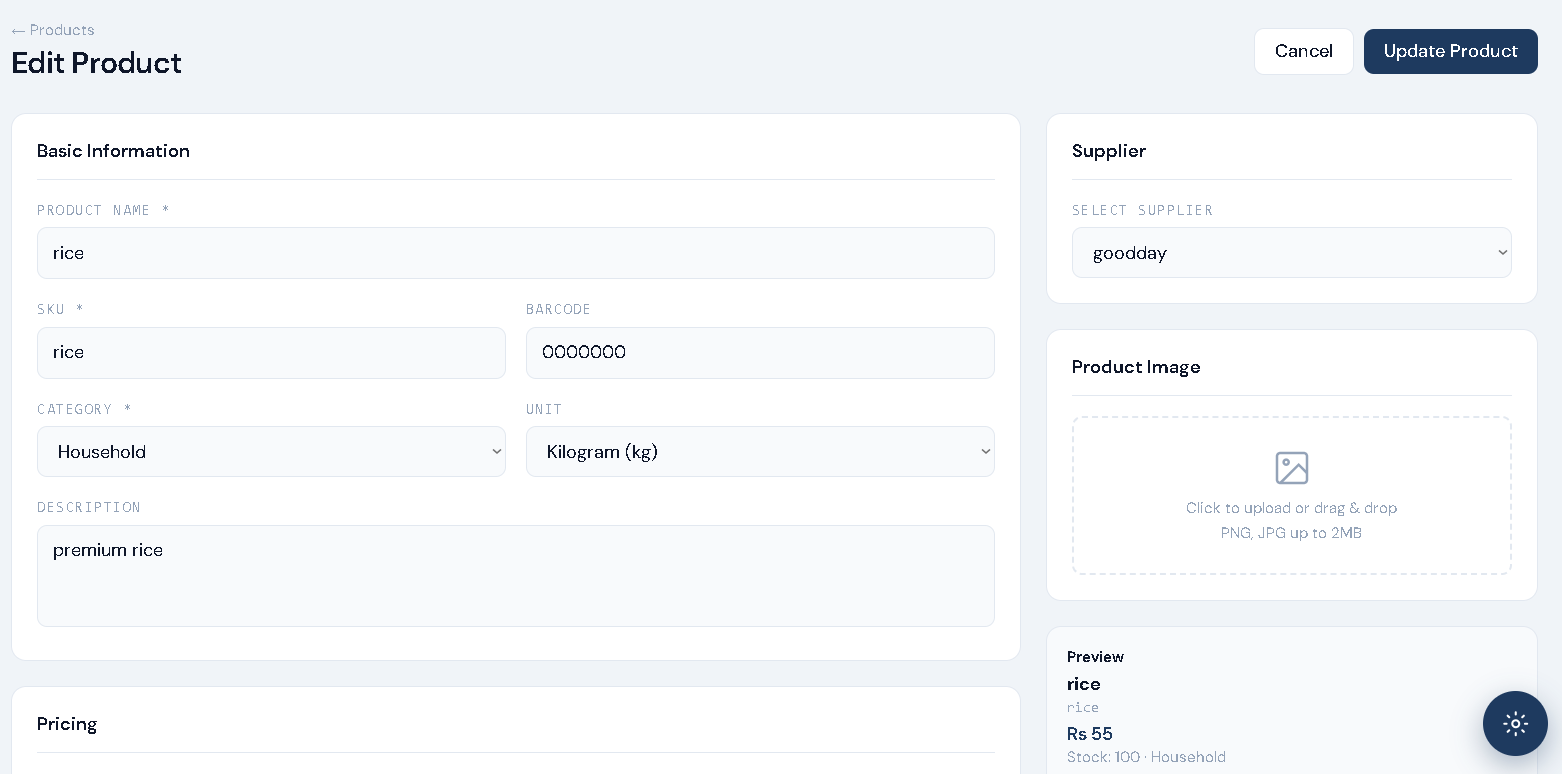 ← Products
Edit Product
Cancel
Update Product
Basic Information
PRODUCT NAME *
rice
SKU *
BARCODE
rice
0000000
CATEGORY *
UNIT
Household
Kilogram (kg)
DESCRIPTION
premium rice
Pricing
Supplier
SELECT SUPPLIER
goodday
Product Image
Click to upload or drag & drop
PNG, JPG up to 2MB
Preview
rice
rice
Rs 55
Stock: 100 · Household